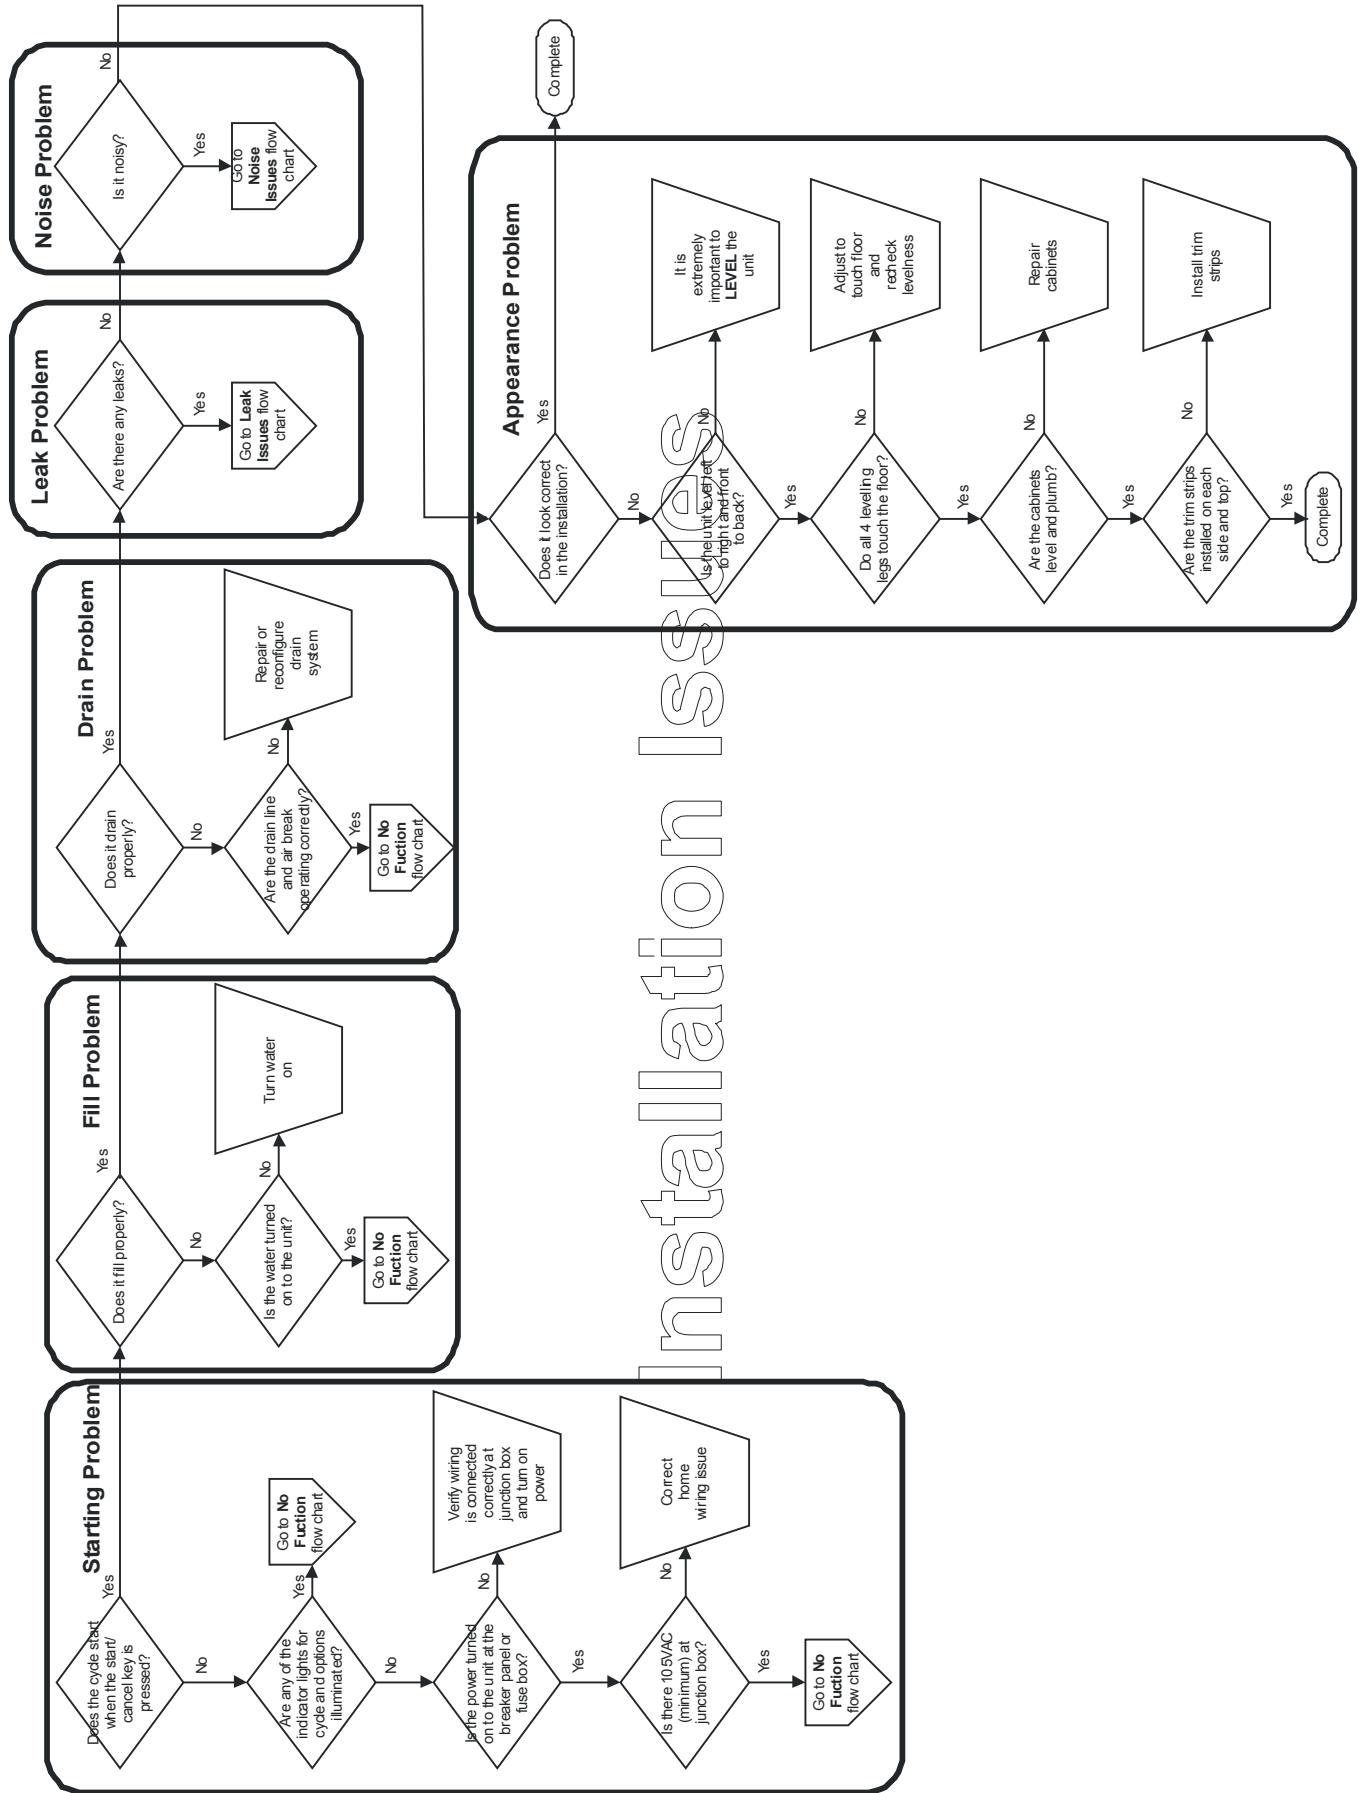 Installation Issues
Starting Problem
Does the cycle start
when the start/
cancel key is
pressed?
Yes
No
Are any of the
indicator lights for
cycle and options
illuminated?
Yes
Go to No
Fuction
flow chart
No
Is the power turned
on to the unit at the
breaker panel or
fuse box?
No
Verify wiring
is connected
correctly at
junction box
and turn on
power
Yes
Is there 105VAC
(minimum) at
junction box?
No
Correct
home
wiring issue
Yes
Go to No
Fuction
flow chart
Fill Problem
Does it fill properly?
Yes
No
Is the water turned
on to the unit?
No
Turn water
on
Yes
Go to No
Fuction
flow chart
Drain Problem
Does it drain
properly?
Yes
No
Are the drain line
and air break
operating correctly?
No
Repair or
reconfigure
drain
system
Yes
Go to No
Fuction
flow chart
Leak Problem
Are there any leaks?
No
Yes
Go to Leak
Issues flow
chart
Noise Problem
Is it noisy?
No
Yes
Go to
Noise
Issues flow
chart
Appearance Problem
Does it look correct
in the installation?
Yes
Complete
No
Is the unit level left
to right and front
to back?
No
It is
extremely
important to
LEVEL the
unit
Yes
Do all 4 levelling
legs touch the floor?
No
Adjust to
touch floor
and
recheck
levelness
Yes
Are the cabinets
level and plumb?
No
Repair
cabinets
Yes
Are the trim strips
installed on each
side and top?
No
Install trim
strips
Yes
Complete